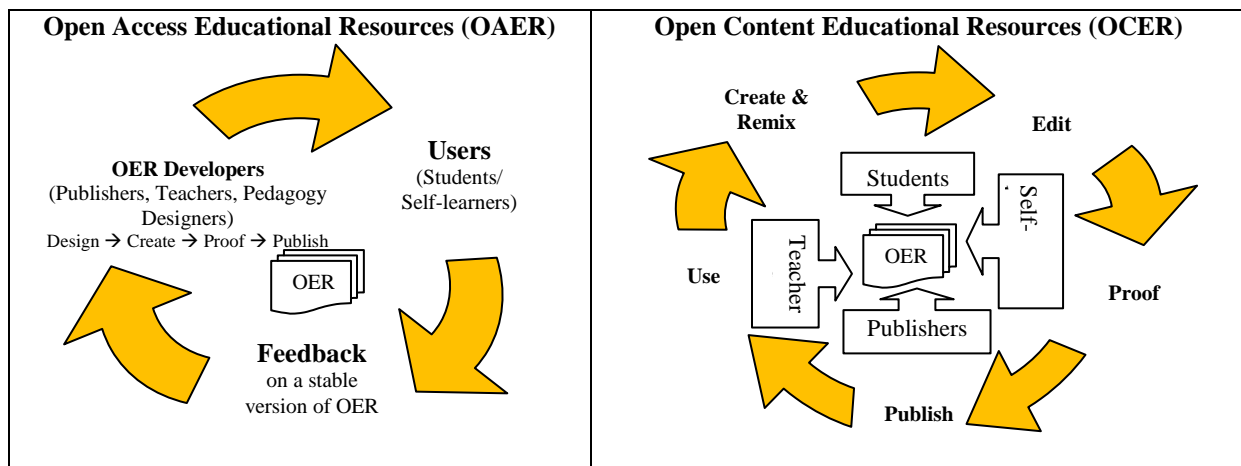 Open Access Educational Resources (OAER)
OER Developers
(Publishers, Teachers, Pedagogy
Designers)
Design → Create → Proof → Publish
OER
Users
(Students/
Self-learners)
Feedback
on a stable
version of OER
Open Content Educational Resources (OCER)
Create &
Remix
Edit
Students
Self-
Teacher
OER
Use
Proof
Publishers
Publish